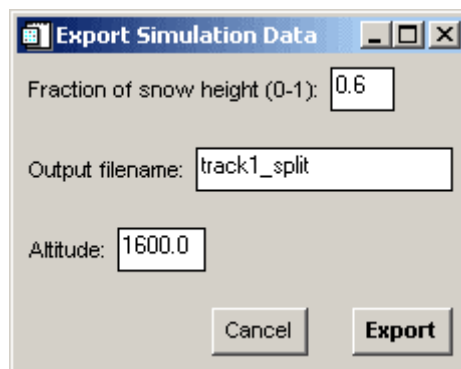 Export Simulation Data
Fraction of snow height (0-1): 0.6
Output filename: track1_split
Altitude: 1600.0
Cancel Export